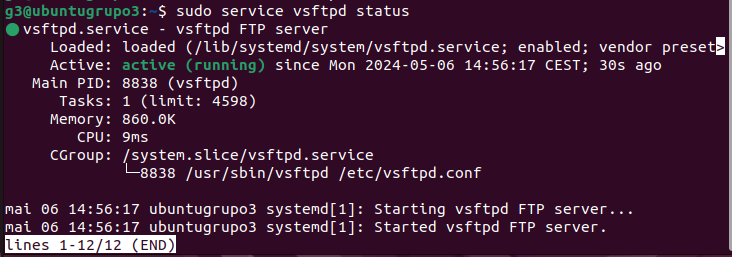 g3@ubuntugrupo3:~$ sudo service vsftpd status
● vsftpd.service - vsftpd FTP server
     Loaded: loaded (/lib/systemd/system/vsftpd.service; enabled; vendor preset>
     Active: active (running) since Mon 2024-05-06 14:56:17 CEST; 30s ago
   Main PID: 8838 (vsftpd)
      Tasks: 1 (limit: 4598)
     Memory: 860.0K
        CPU: 9ms
     CGroup: /system.slice/vsftpd.service
             └─8838 /usr/sbin/vsftpd /etc/vsftpd.conf

mai 06 14:56:17 ubuntugrupo3 systemd[1]: Starting vsftpd FTP server...
mai 06 14:56:17 ubuntugrupo3 systemd[1]: Started vsftpd FTP server.
lines 1-12/12 (END)